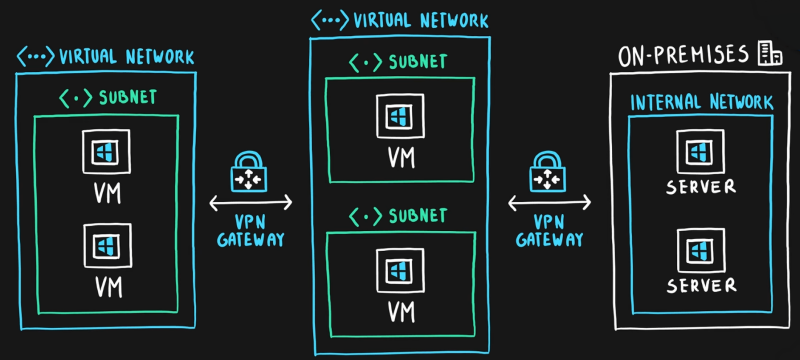 VIRTUAL NETWORK
SUBNET
VM
VM
VPN
GATEWAY
VIRTUAL NETWORK
SUBNET
VM
SUBNET
VM
VPN
GATEWAY
ON-PREMISES
INTERNAL NETWORK
SERVER
SERVER